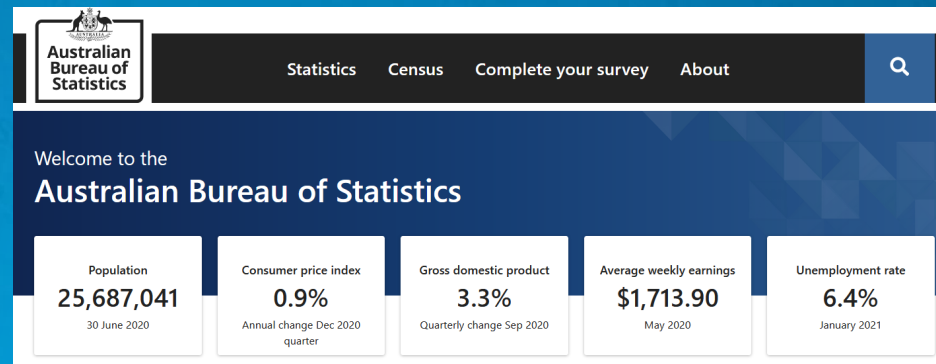 AUSTRALIA
Australian
Bureau of
Statistics
Statistics Census Complete your survey About
Welcome to the
Australian Bureau of Statistics
Population
25,687,041
30 June 2020
Consumer price index
0.9%
Annual change Dec 2020
quarter
Gross domestic product
3.3%
Quarterly change Sep 2020
Average weekly earnings
$1,713.90
May 2020
Unemployment rate
6.4%
January 2021